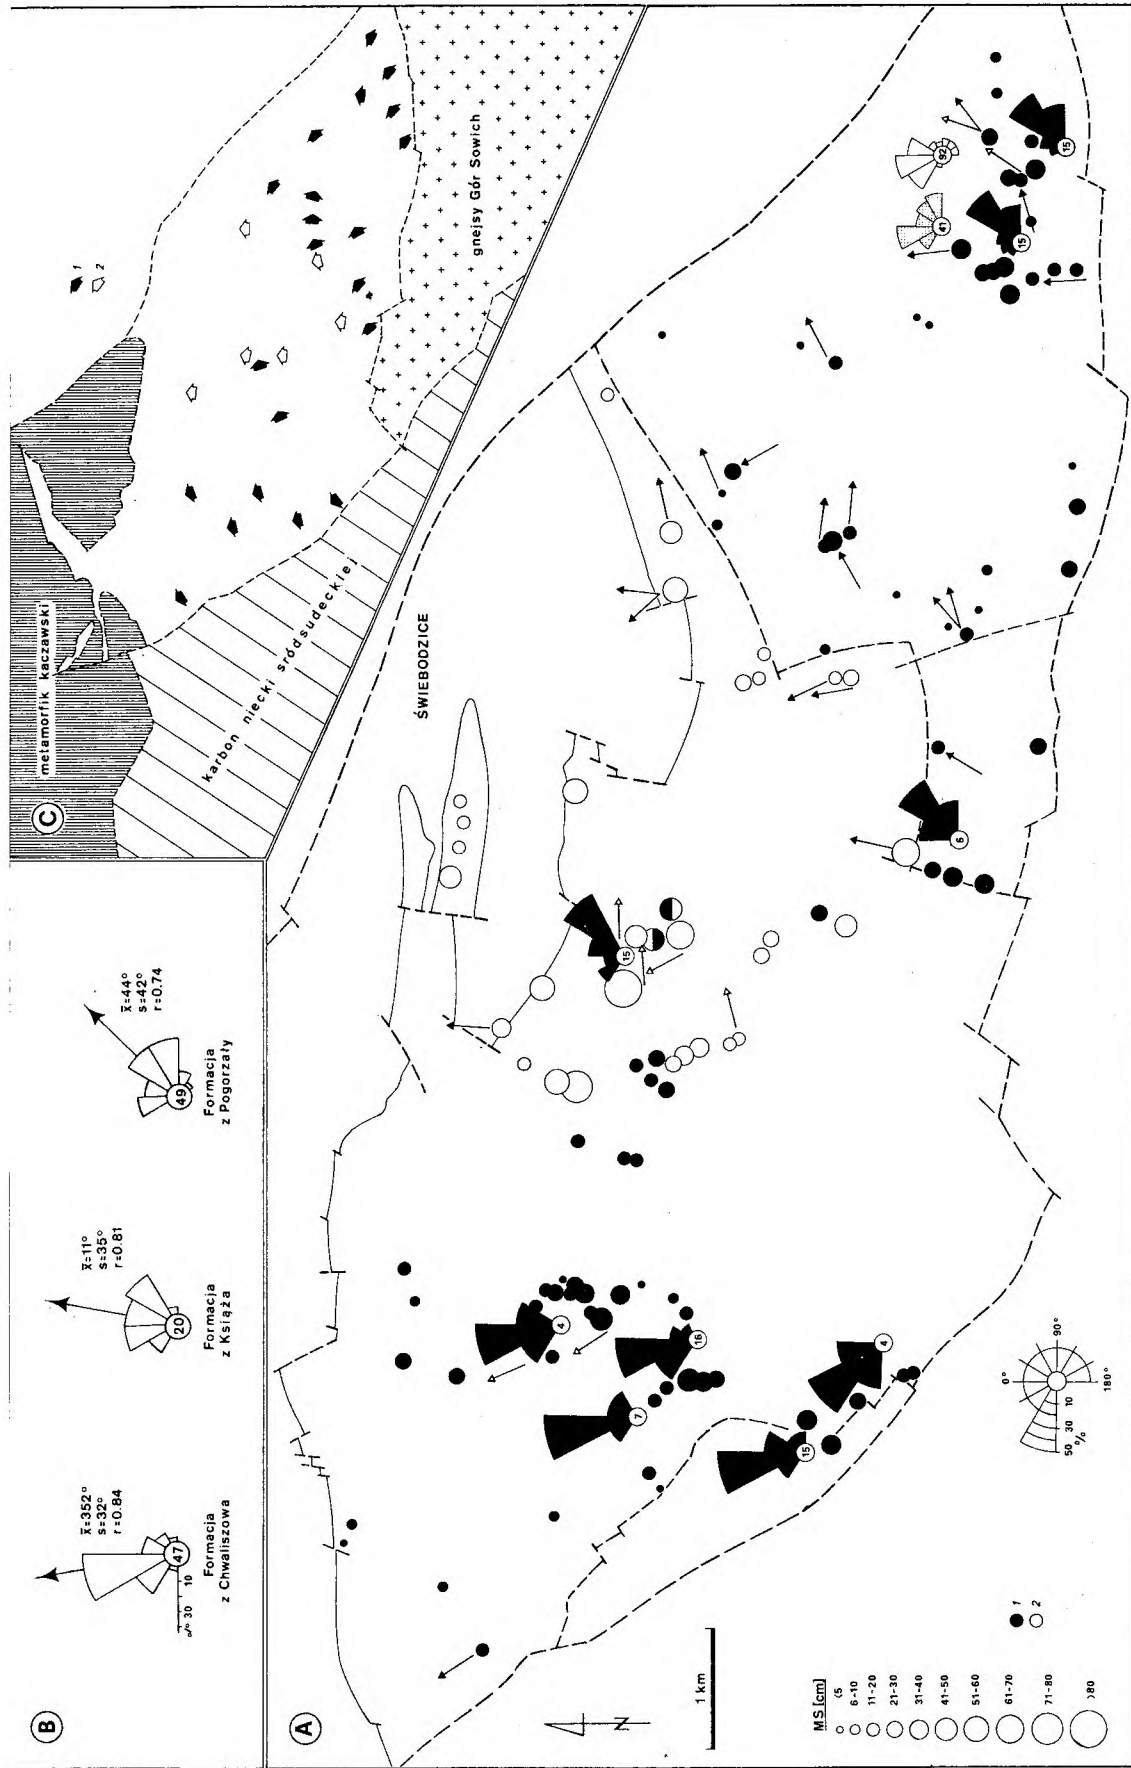 B
47
x̄=352°
s=32°
r=0.84
% 30 10
Formacja
z Chwaliszowa
20
x̄=11°
s=35°
r=0.81
Formacja
z Książa
49
x̄=44°
s=42°
r=0.74
Formacja
z Pogorzały
C
metamorfik kaczawski
karbon niecki śródsudeckiej
gnejsy Gór Sowich
1
2
A
ŚWIEBODZICE
N
1 km
MS [cm]
<5
6-10
11-20
21-30
31-40
41-50
51-60
61-70
71-80
>80
1
2
4
7
16
15
4
15
6
41
15
92
15
0°
90°
180°
50 30 10
%